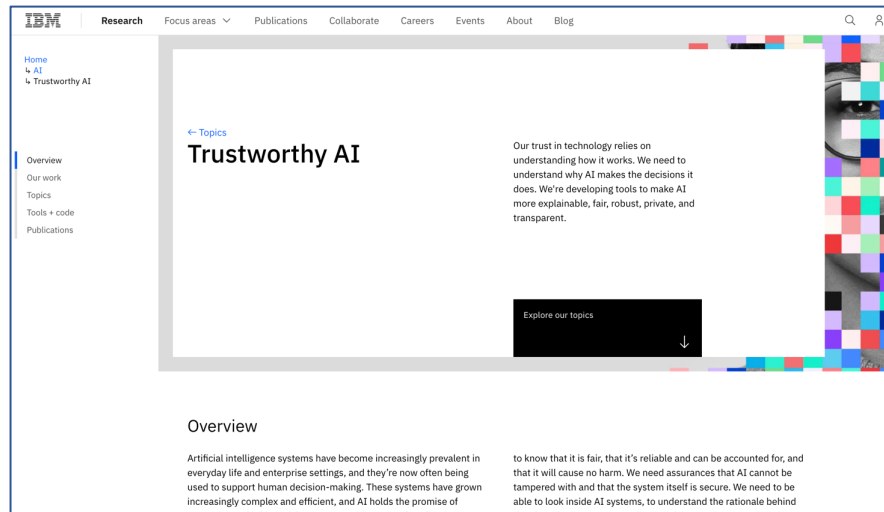 IBM Research Focus areas Publications Collaborate Careers Events About Blog
Home
↳ AI
↳ Trustworthy AI
Overview
Our work
Topics
Tools + code
Publications
← Topics
Trustworthy AI
Our trust in technology relies on
understanding how it works. We need to
understand why AI makes the decisions it
does. We're developing tools to make AI
more explainable, fair, robust, private, and
transparent.
Explore our topics
Overview
Artificial intelligence systems have become increasingly prevalent in
everyday life and enterprise settings, and they're now often being
used to support human decision-making. These systems have grown
increasingly complex and efficient, and AI holds the promise of
to know that it is fair, that it's reliable and can be accounted for, and
that it will cause no harm. We need assurances that AI cannot be
tampered with and that the system itself is secure. We need to be
able to look inside AI systems, to understand the rationale behind